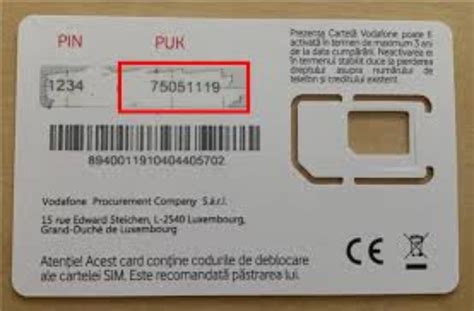 PIN PUK
Prezenta Cartelă Vodafone poate fi
activată în termen de maximum 3 ani
de la data cumpărării. Neactivarea ei
în termenul stabilit duce la pierderea
dreptului asupra numărului de
telefon și creditului existent.
1234 75051119
8940011910404405702
Vodafone Procurement Company S.à.r.l.
15 rue Edward Steichen, L-2540 Luxembourg,
Grand-Duché de Luxembourg
CE
Atenție! Acest card conține codurile de deblocare
ale cartelei SIM. Este recomandată păstrarea lui.